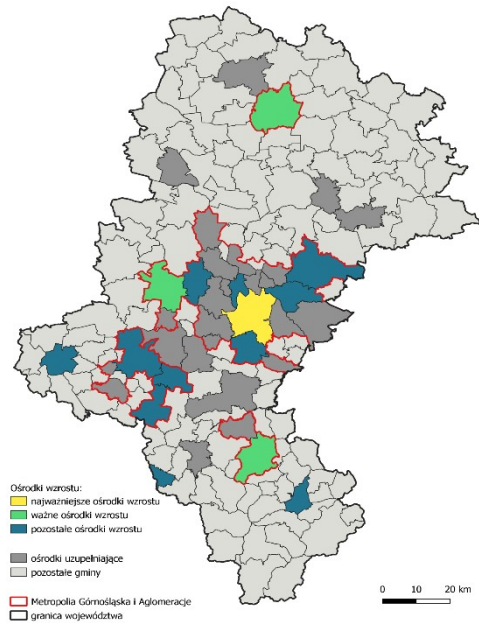 Ośrodki wzrostu:
najważniejsze ośrodki wzrostu
ważne ośrodki wzrostu
pozostałe ośrodki wzrostu
ośrodki uzupełniające
pozostałe gminy
Metropolia Górnośląska i Aglomeracje
granica województwa
0 10 20 km